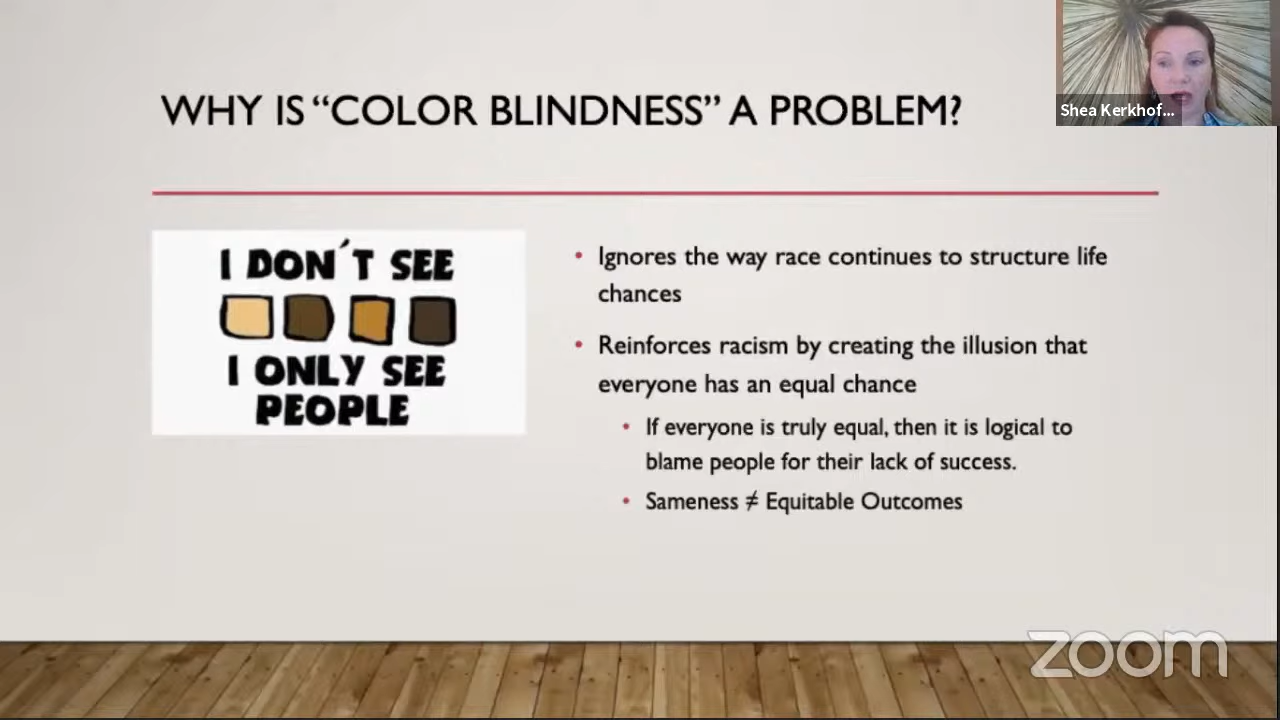 WHY IS “COLOR BLINDNESS” A PROBLEM?
Shea Kerkhof...
I DON´T SEE
I ONLY SEE
PEOPLE
• Ignores the way race continues to structure life
chances
• Reinforces racism by creating the illusion that
everyone has an equal chance
• If everyone is truly equal, then it is logical to
blame people for their lack of success.
• Sameness ≠ Equitable Outcomes
zoom